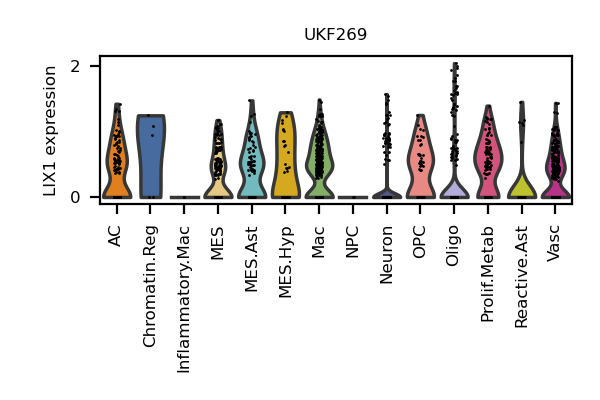 UKF269
LIX1 expression
2
0
AC
Chromatin.Reg
Inflammatory.Mac
MES
MES.Ast
MES.Hyp
Mac
NPC
Neuron
OPC
Oligo
Prolif.Metab
Reactive.Ast
Vasc